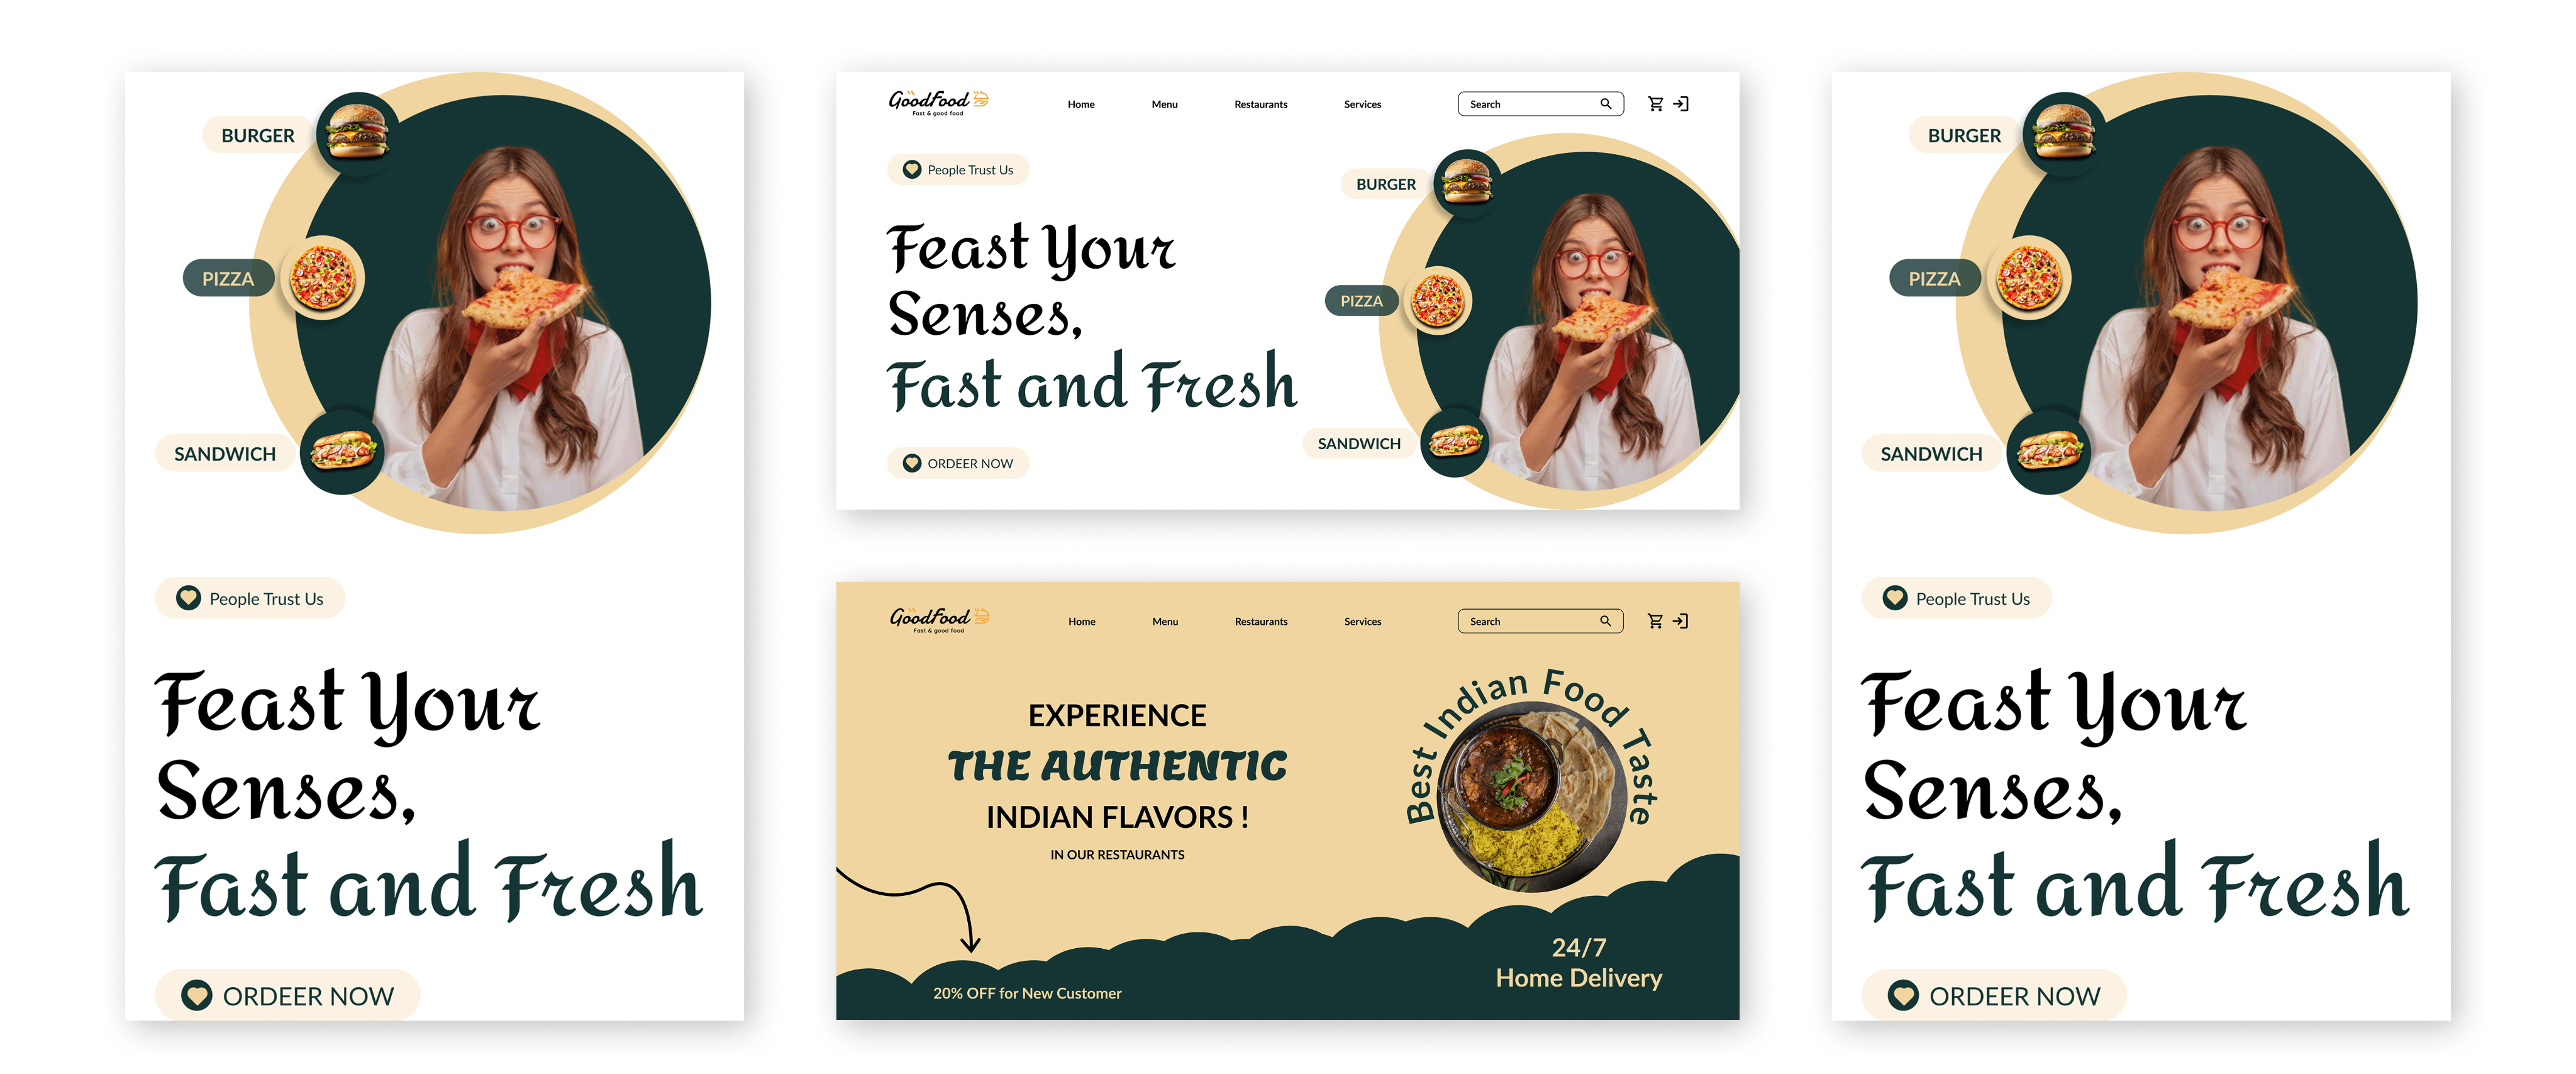 BURGER
PIZZA
SANDWICH
People Trust Us
Feast Your
Senses,
Fast and Fresh
ORDEER NOW
GoodFood
Fast & good food
Home Menu Restaurants Services Search
People Trust Us
Feast Your
Senses,
Fast and Fresh
ORDEER NOW
BURGER
PIZZA
SANDWICH
GoodFood
Fast & good food
Home Menu Restaurants Services Search
EXPERIENCE
THE AUTHENTIC
INDIAN FLAVORS !
IN OUR RESTAURANTS
Best Indian Food Taste
20% OFF for New Customer
24/7
Home Delivery
BURGER
PIZZA
SANDWICH
People Trust Us
Feast Your
Senses,
Fast and Fresh
ORDEER NOW